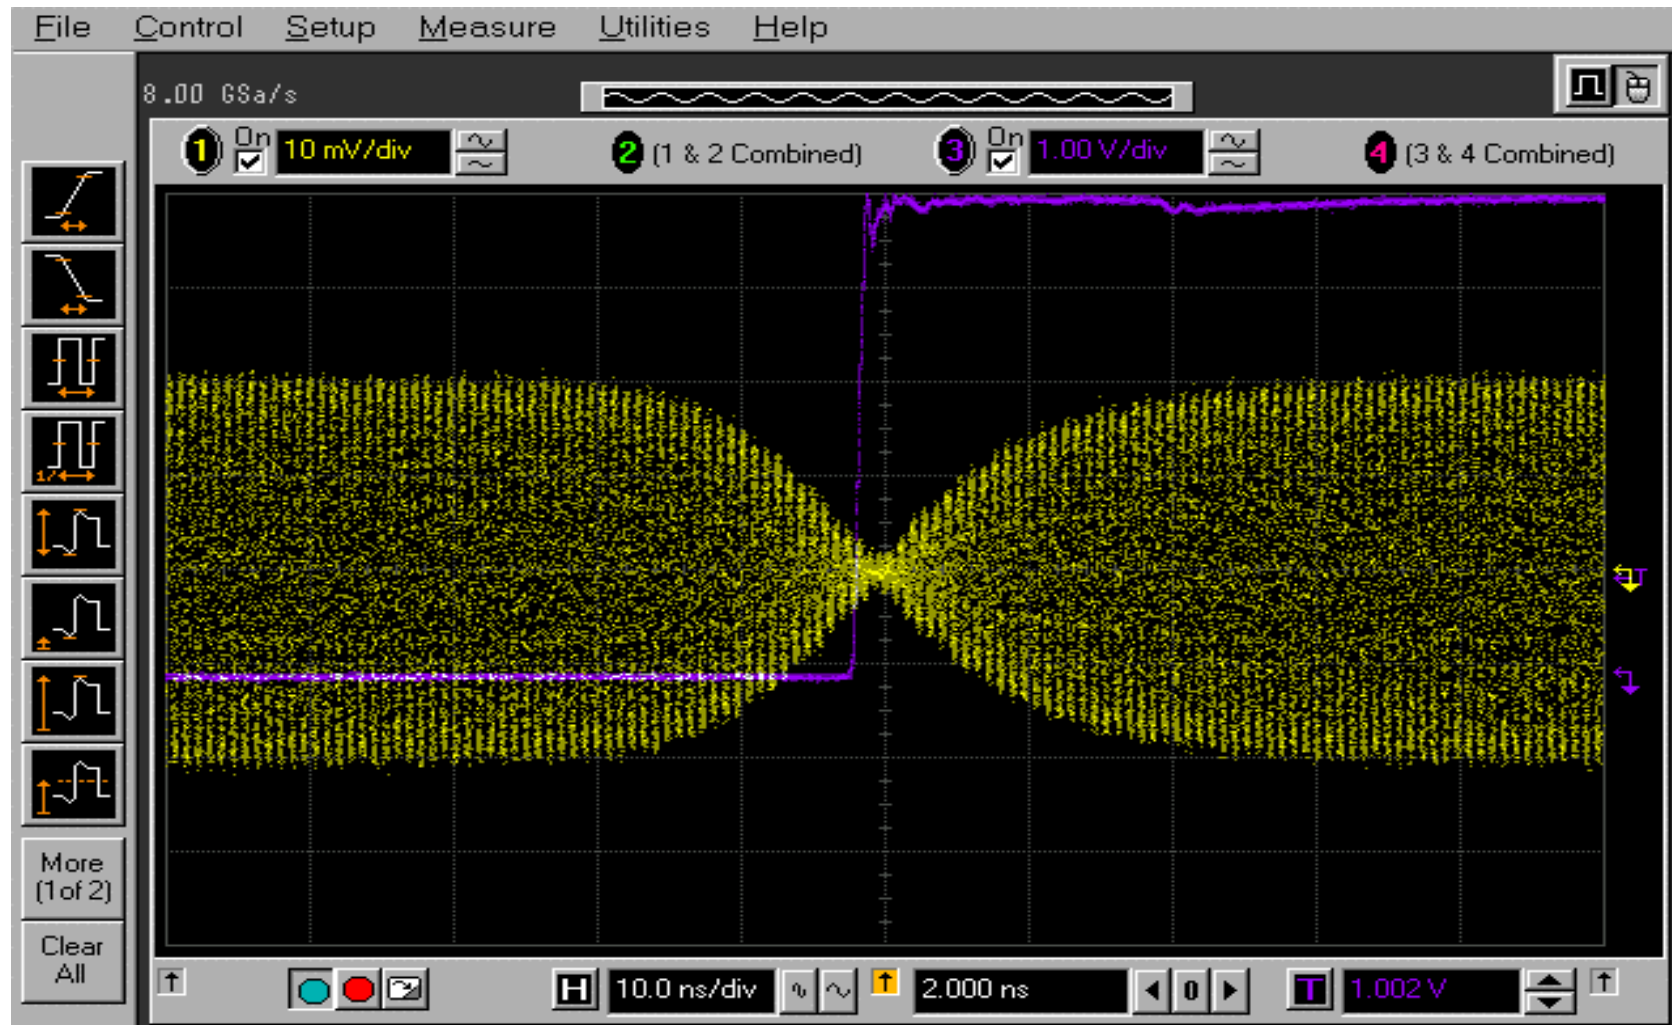 File Control Setup Measure Utilities Help
8.00 GSa/s
1 On 10 mV/div 2 (1 & 2 Combined) 3 On 1.00 V/div 4 (3 & 4 Combined)
1/
T
More
(1 of 2)
Clear
All
H 10.0 ns/div 2.000 ns 0 T 1.002 V